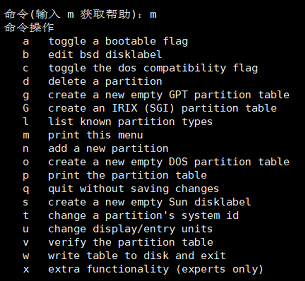 命令(输入 m 获取帮助)：m
命令操作
a toggle a bootable flag
b edit bsd disklabel
c toggle the dos compatibility flag
d delete a partition
g create a new empty GPT partition table
G create an IRIX (SGI) partition table
l list known partition types
m print this menu
n add a new partition
o create a new empty DOS partition table
p print the partition table
q quit without saving changes
s create a new empty Sun disklabel
t change a partition's system id
u change display/entry units
v verify the partition table
w write table to disk and exit
x extra functionality (experts only)